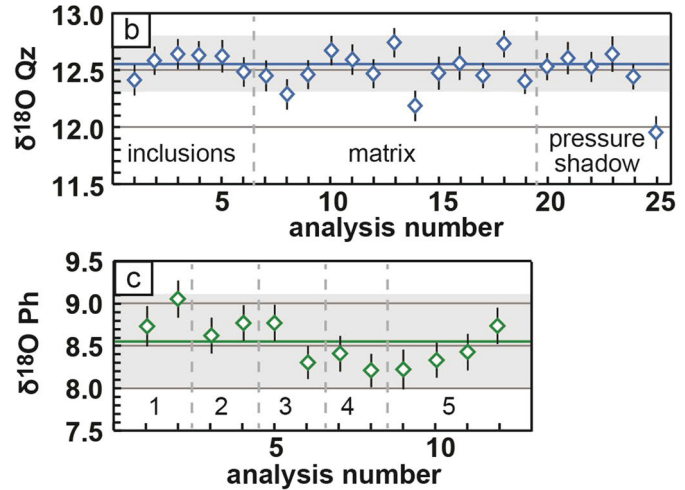 b
δ18O Qz
13.0
12.5
12.0
11.5
inclusions
matrix
pressure
shadow
5
10
15
20
25
analysis number
c
δ18O Ph
9.5
9.0
8.5
8.0
7.5
1
2
3
4
5
5
10
analysis number